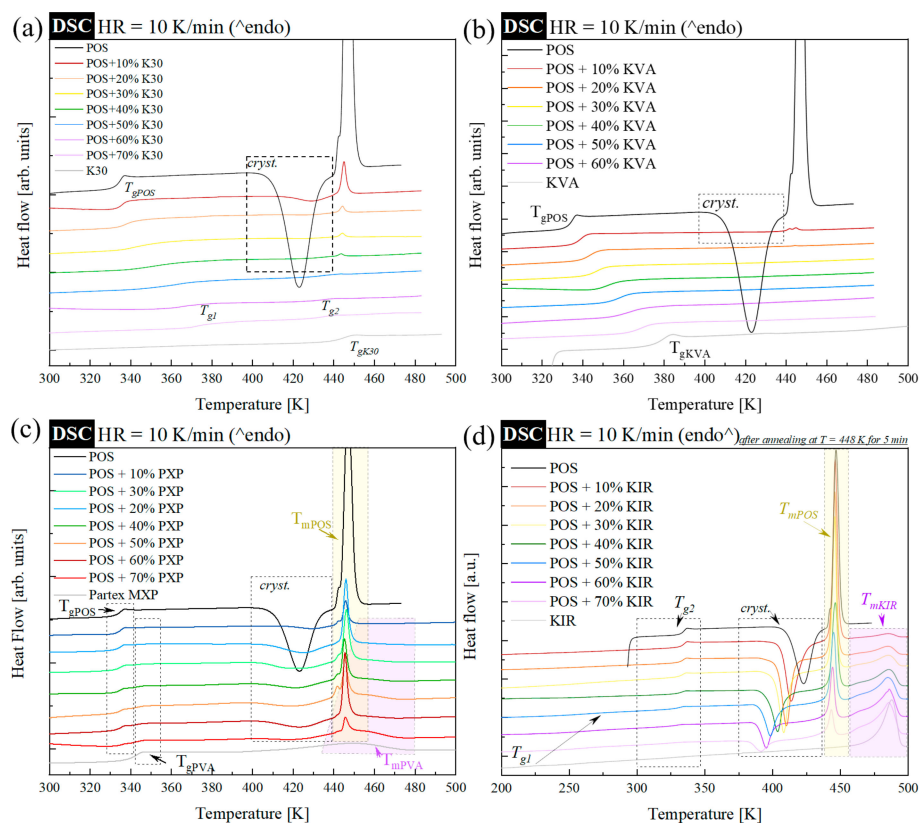 (a)
DSC HR = 10 K/min (^endo)
POS
POS+10% K30
POS+20% K30
POS+30% K30
POS+40% K30
POS+50% K30
POS+60% K30
POS+70% K30
K30
cryst.
TgPOS
Tg1
Tg2
TgK30
Heat flow [arb. units]
300 320 340 360 380 400 420 440 460 480 500
Temperature [K]
(b)
DSC HR = 10 K/min (^endo)
POS
POS + 10% KVA
POS + 20% KVA
POS + 30% KVA
POS + 40% KVA
POS + 50% KVA
POS + 60% KVA
KVA
TgPOS
cryst.
TgKVA
Heat flow [arb. units]
300 320 340 360 380 400 420 440 460 480 500
Temperature [K]
(c)
DSC HR = 10 K/min (^endo)
POS
POS + 10% PXP
POS + 30% PXP
POS + 20% PXP
POS + 40% PXP
POS + 50% PXP
POS + 60% PXP
POS + 70% PXP
Partex MXP
TmPOS
cryst.
TgPOS
TgPVA
TmPVA
Heat Flow [arb. units]
300 320 340 360 380 400 420 440 460 480 500
Temperature [K]
(d)
DSC HR = 10 K/min (endo^) after annealing at T = 448 K for 5 min
POS
POS + 10% KIR
POS + 20% KIR
POS + 30% KIR
POS + 40% KIR
POS + 50% KIR
POS + 60% KIR
POS + 70% KIR
KIR
TmPOS
Tg2
cryst.
TmKIR
Tg1
Heat flow [a.u.]
200 250 300 350 400 450 500
Temperature [K]